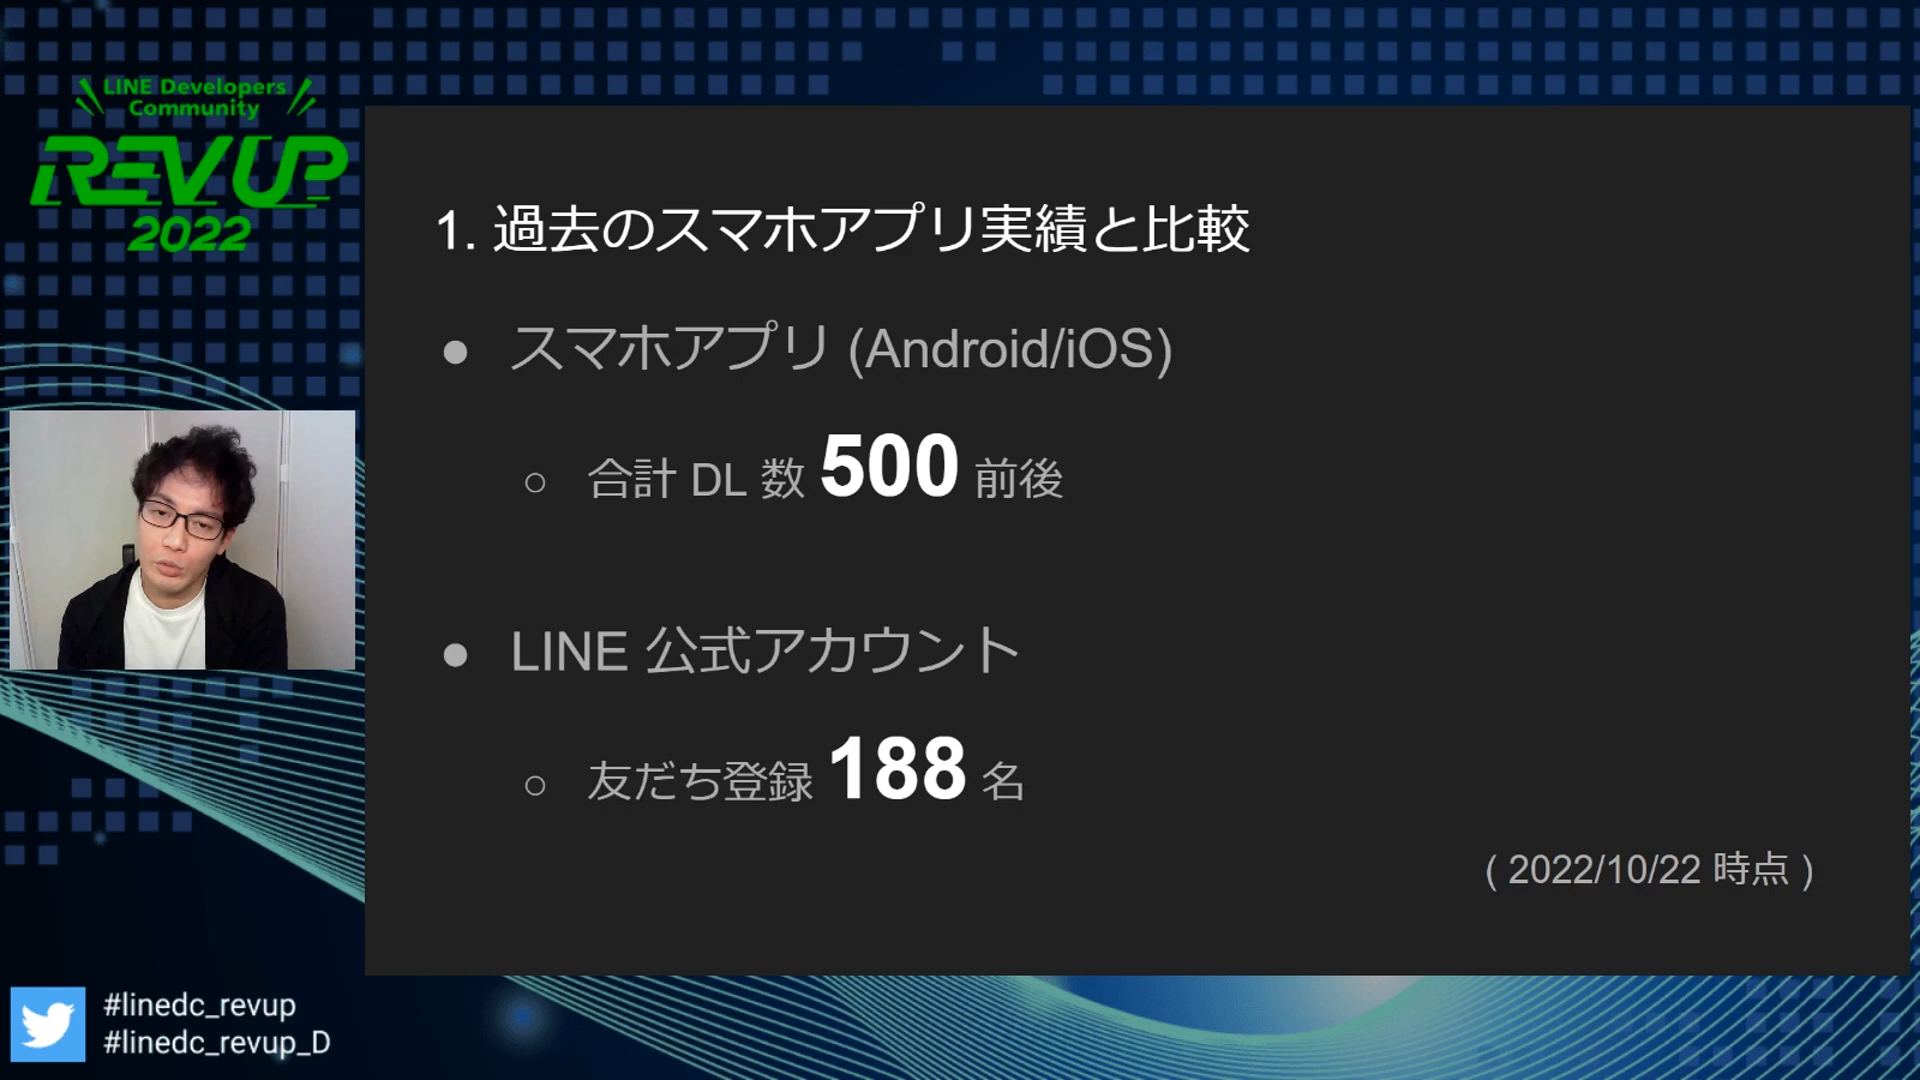 LINE Developers
Community
REVUP
2022
1. 過去のスマホアプリ実績と比較
● スマホアプリ (Android/iOS)
○ 合計 DL 数 500 前後
● LINE 公式アカウント
○ 友だち登録 188 名
( 2022/10/22 時点 )
#linedc_revup
#linedc_revup_D